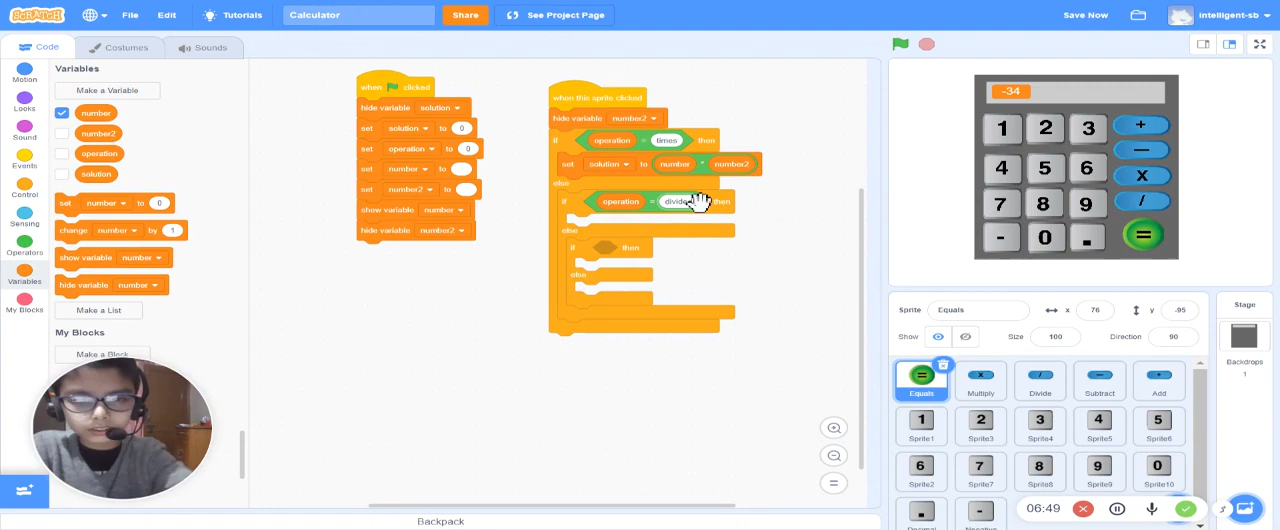 SCRATCH File Edit Tutorials Calculator Share See Project Page Save Now intelligent-sb
Code Costumes Sounds
Motion
Looks
Sound
Events
Control
Sensing
Operators
Variables
My Blocks
Variables
Make a Variable
number
number2
operation
solution
set number to 0
change number by 1
show variable number
hide variable number
Make a List
My Blocks
Make a Block
when clicked
hide variable solution
set solution to 0
set operation to 0
set number to
set number2 to
show variable number
hide variable number2
when this sprite clicked
hide variable number2
if operation = times then
set solution to number * number2
else
if operation = divide then
else
if then
else
Backpack
-34
1 2 3 +
4 5 6 —
7 8 9 X /
- 0 . =
Sprite Equals x 76 y -95
Show Size 100 Direction 90
Stage
Backdrops
1
= x / — +
Equals Multiply Divide Subtract Add
1 2 3 4 5
Sprite1 Sprite3 Sprite4 Sprite5 Sprite6
6 7 8 9 0
Sprite2 Sprite7 Sprite8 Sprite9 Sprite10
. -
06:49